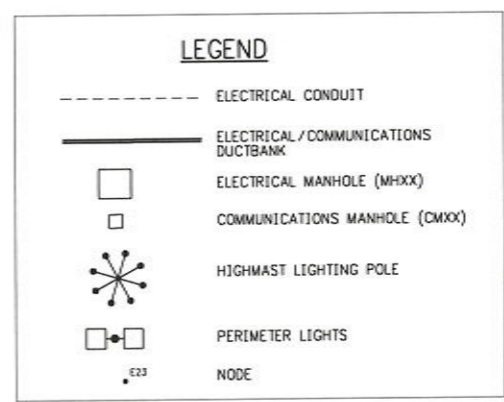 LEGEND
ELECTRICAL CONDUIT
ELECTRICAL/COMMUNICATIONS
DUCTBANK
ELECTRICAL MANHOLE (MHXX)
COMMUNICATIONS MANHOLE (CMXX)
HIGHMAST LIGHTING POLE
PERIMETER LIGHTS
E23
NODE